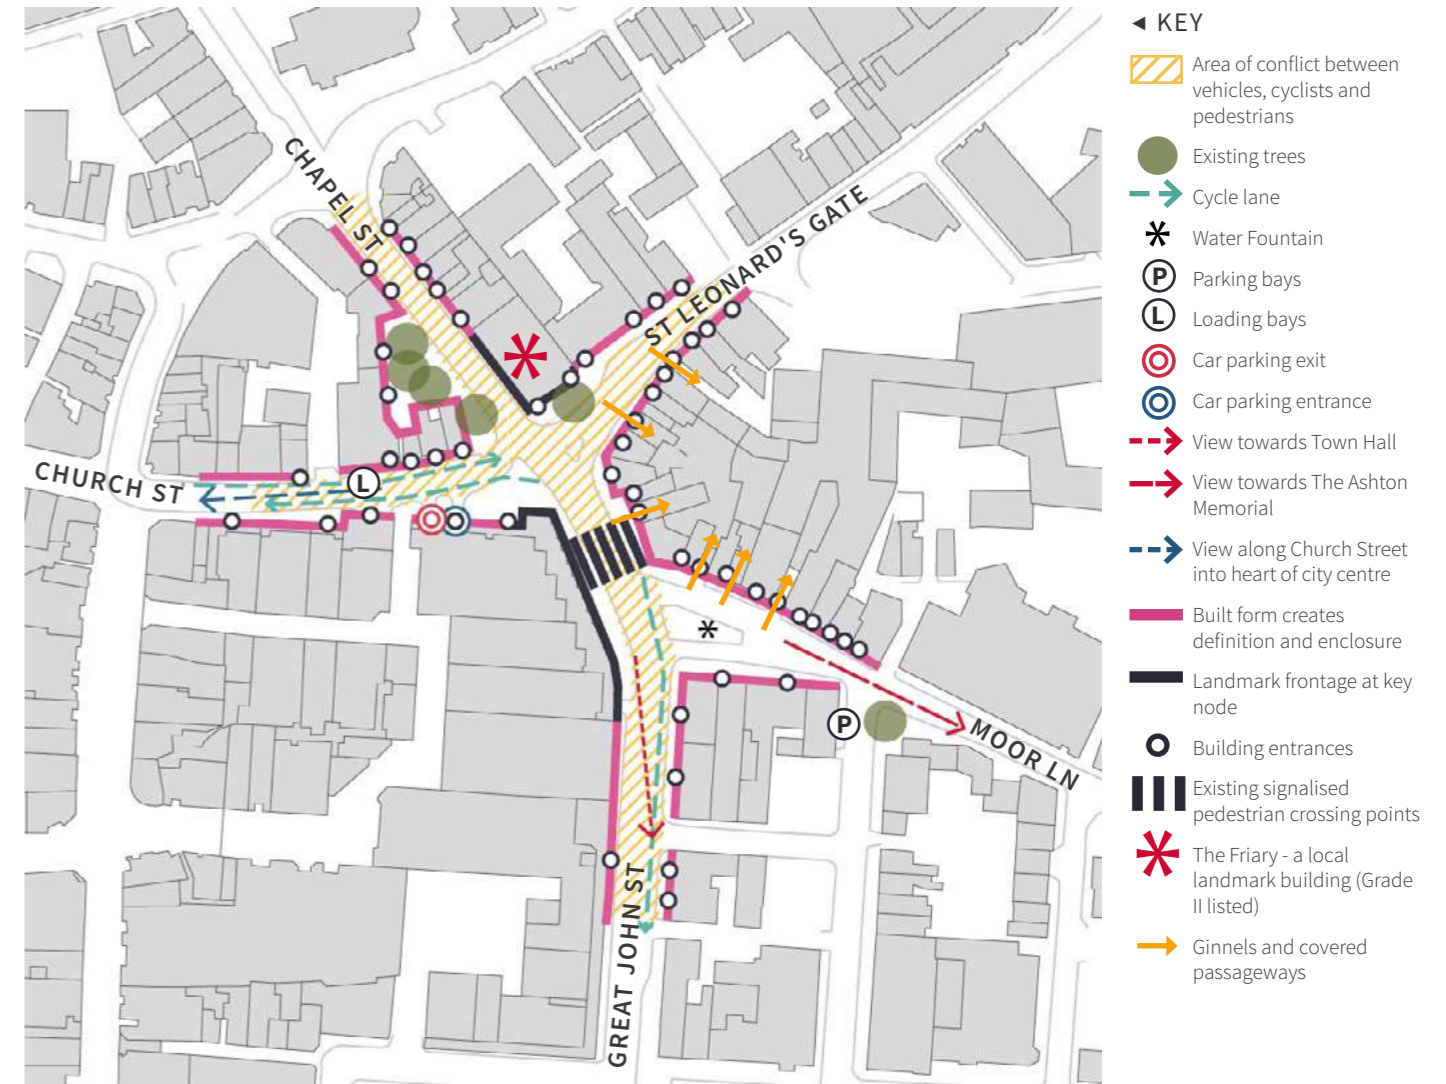 CHAPEL ST
ST LEONARD'S GATE
CHURCH ST
L
P
MOOR LN
GREAT JOHN ST
◄ KEY
Area of conflict between
vehicles, cyclists and
pedestrians
Existing trees
Cycle lane
Water Fountain
P
Parking bays
L
Loading bays
Car parking exit
Car parking entrance
View towards Town Hall
View towards The Ashton
Memorial
View along Church Street
into heart of city centre
Built form creates
definition and enclosure
Landmark frontage at key
node
Building entrances
Existing signalised
pedestrian crossing points
The Friary - a local
landmark building (Grade
II listed)
Ginnels and covered
passageways